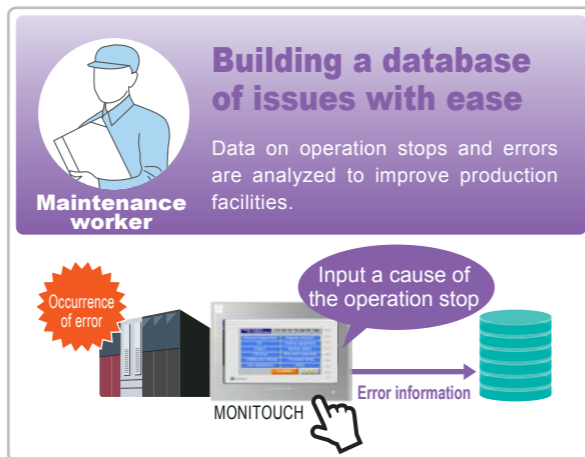 Building a database
of issues with ease
Data on operation stops and errors
are analyzed to improve production
facilities.
Maintenance
worker
Occurrence
of error
Input a cause of
the operation stop
MONITOUCH
Error information